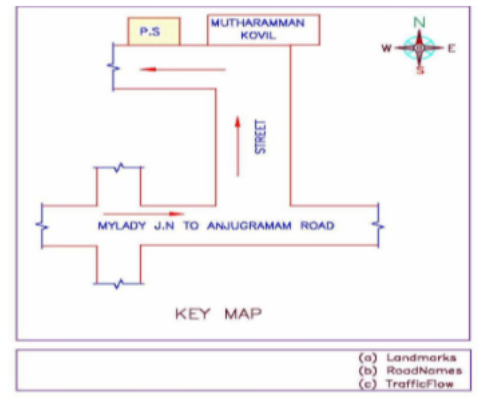 P.S
MUTHARAMMAN
KOVIL
N
W
E
S
STREET
MYLADY J.N TO ANJUGRAMAM ROAD
KEY MAP
(a) Landmarks
(b) RoadNames
(c) TrafficFlow